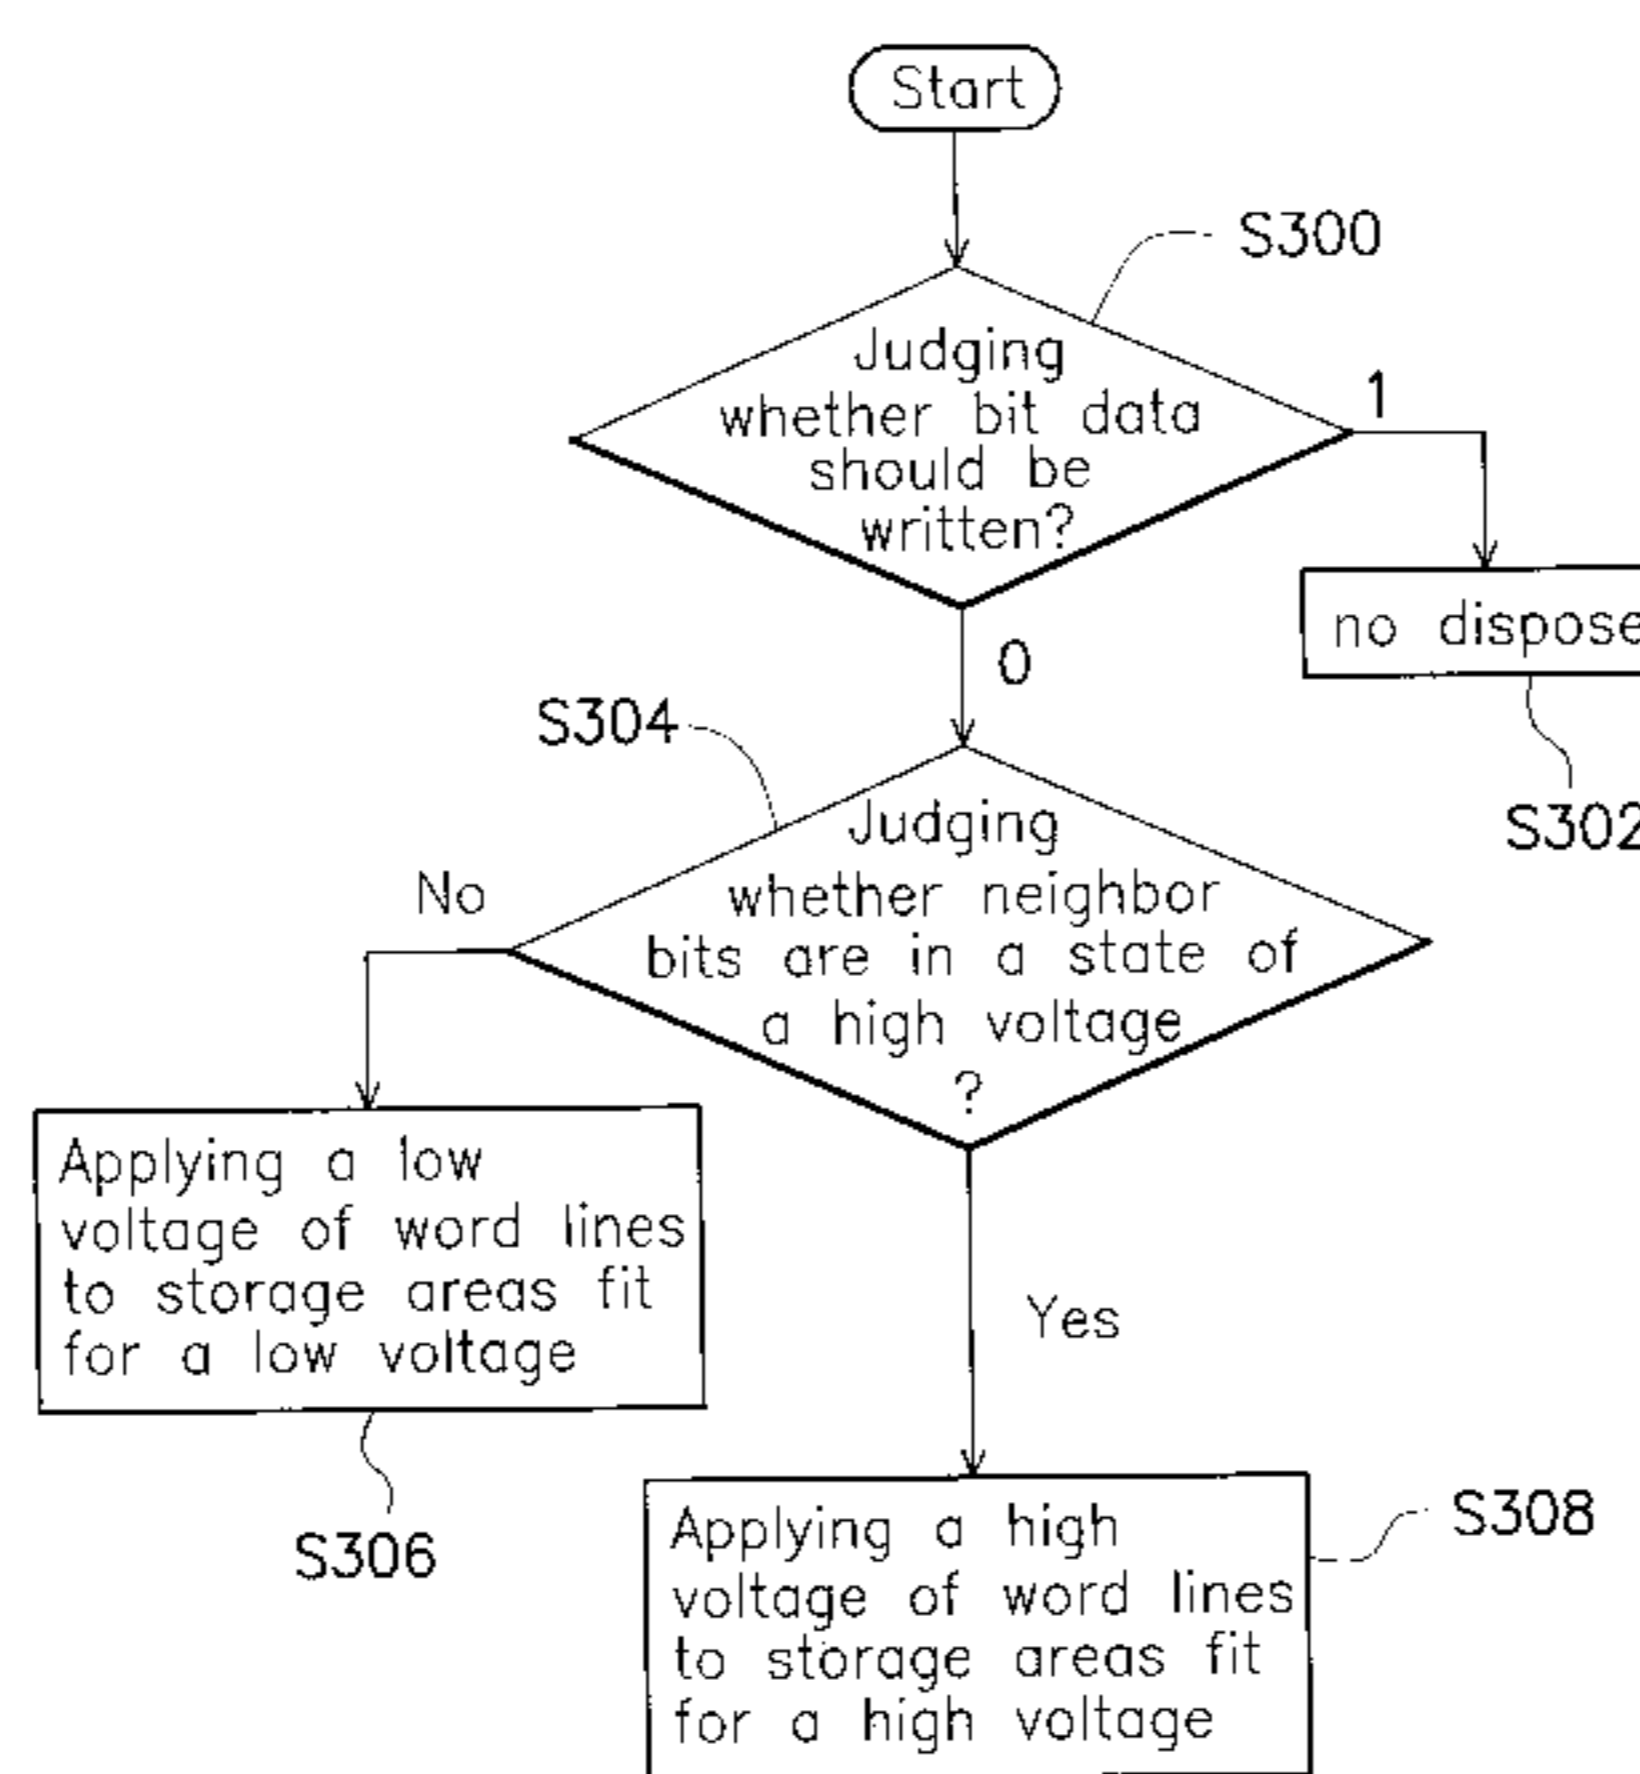 Start
S300
Judging
whether bit data
should be
written?
1
no dispose
S302
0
S304
Judging
whether neighbor
bits are in a state of
a high voltage
?
No
Applying a low
voltage of word lines
to storage areas fit
for a low voltage
S306
Yes
Applying a high
voltage of word lines
to storage areas fit
for a high voltage
S308